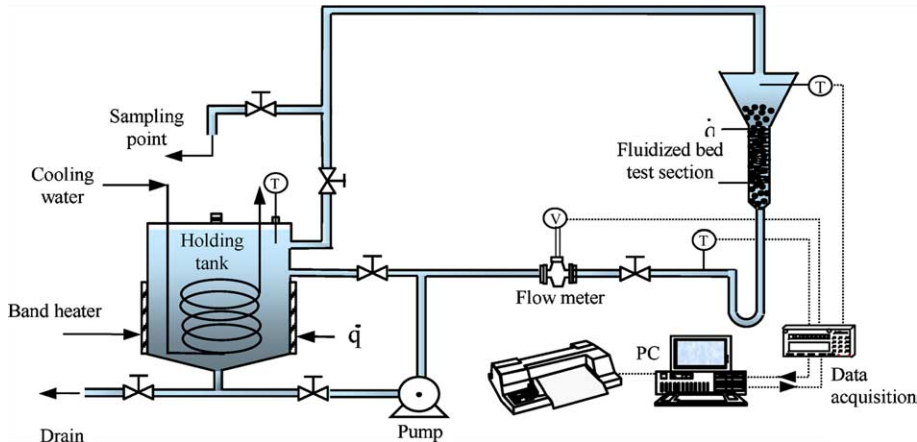 Sampling
point
Cooling
water
T
Holding
tank
Band heater
q̇
Drain
Pump
V
Flow meter
T
T
q̇
Fluidized bed
test section
PC
Data
acquisition